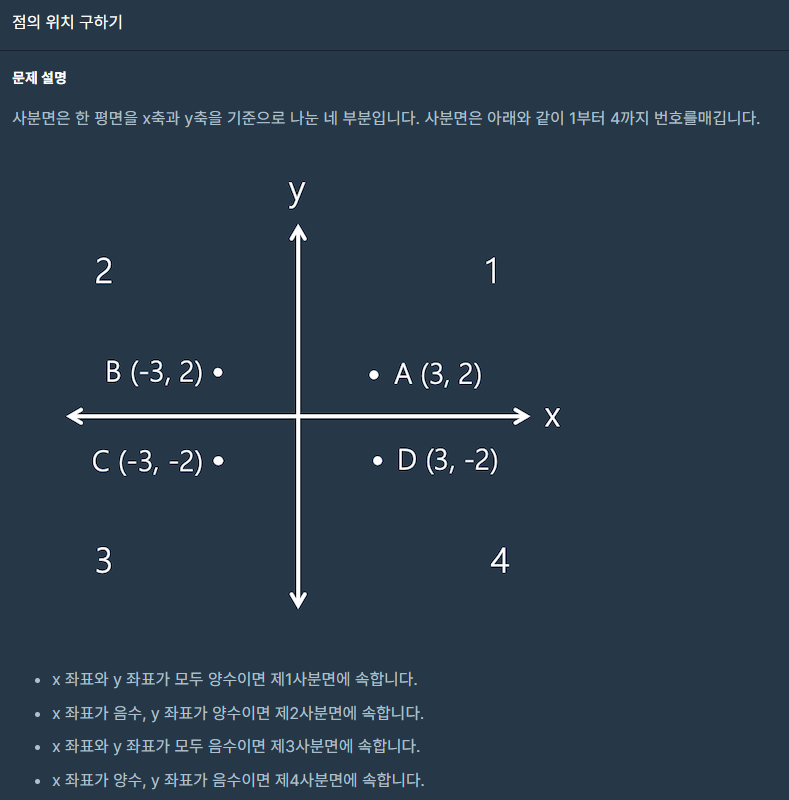 점의 위치 구하기
문제 설명
사분면은 한 평면을 x축과 y축을 기준으로 나눈 네 부분입니다. 사분면은 아래와 같이 1부터 4까지 번호를매깁니다.
y
2
1
B (-3, 2)
A (3, 2)
x
C (-3, -2)
D (3, -2)
3
4
• x 좌표와 y 좌표가 모두 양수이면 제1사분면에 속합니다.
• x 좌표가 음수, y 좌표가 양수이면 제2사분면에 속합니다.
• x 좌표와 y 좌표가 모두 음수이면 제3사분면에 속합니다.
• x 좌표가 양수, y 좌표가 음수이면 제4사분면에 속합니다.